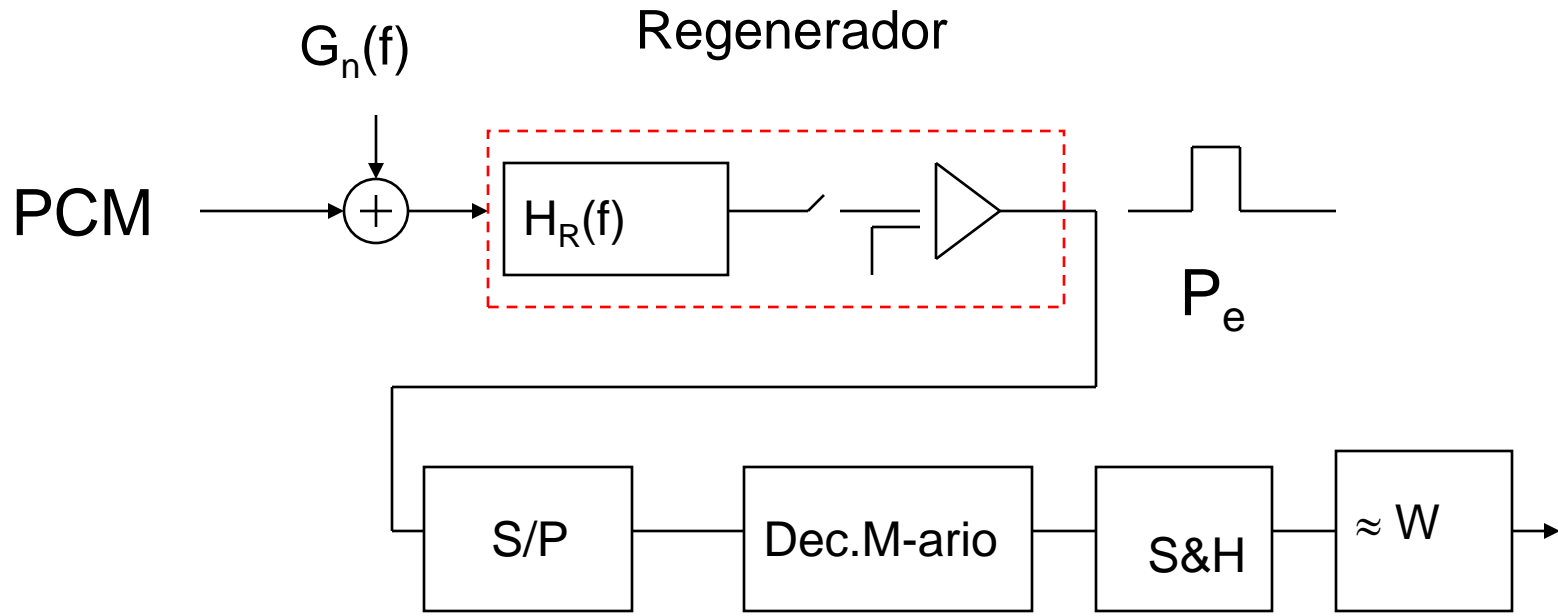 Regenerador
Gn(f)
PCM
+
HR(f)
Pe
S/P
Dec.M-ario
S&H
≈ W